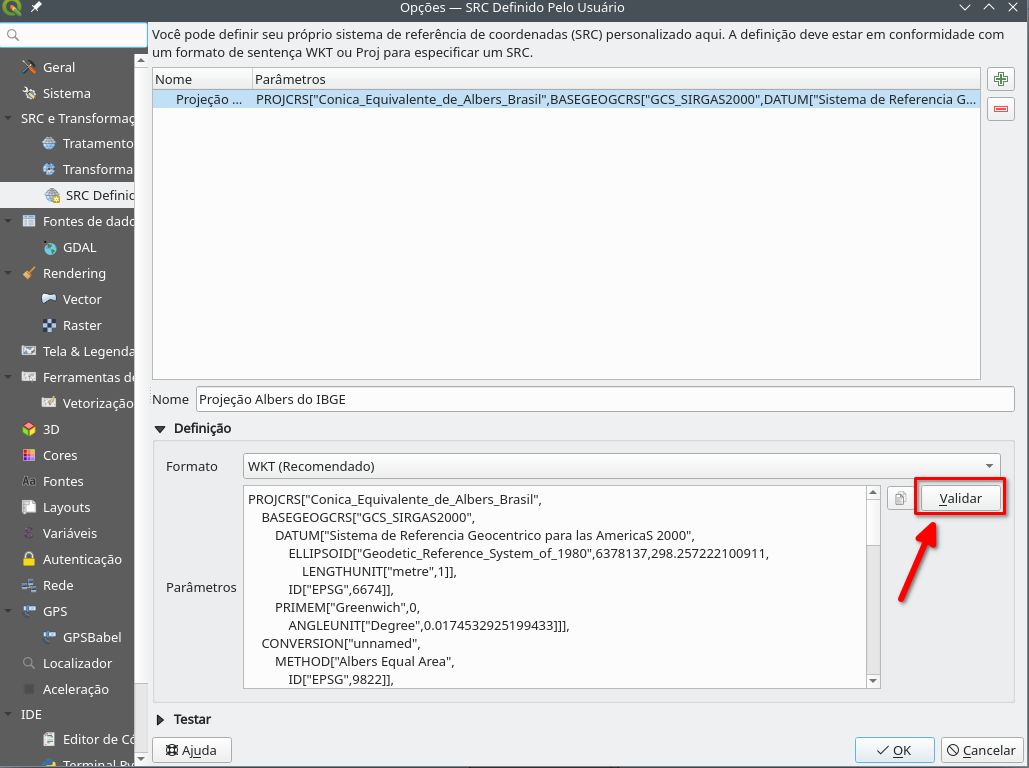 Opções — SRC Definido Pelo Usuário
Você pode definir seu próprio sistema de referência de coordenadas (SRC) personalizado aqui. A definição deve estar em conformidade com
um formato de sentença WKT ou Proj para especificar um SRC.
Geral
Sistema
SRC e Transformaç
Tratamento
Transforma
SRC Definic
Fontes de dado
GDAL
Rendering
Vector
Raster
Tela & Legenda
Ferramentas de
Vetorização
3D
Cores
Fontes
Layouts
Variáveis
Autenticação
Rede
GPS
GPSBabel
Localizador
Aceleração
IDE
Editor de Có
Terminal Py
Nome Parâmetros
Projeção ... PROJCRS["Conica_Equivalente_de_Albers_Brasil",BASEGEOGCRS["GCS_SIRGAS2000",DATUM["Sistema de Referencia G...
Nome Projeção Albers do IBGE
Definição
Formato WKT (Recomendado)
Parâmetros
PROJCRS["Conica_Equivalente_de_Albers_Brasil",
BASEGEOGCRS["GCS_SIRGAS2000",
DATUM["Sistema de Referencia Geocentrico para las AmericaS 2000",
ELLIPSOID["Geodetic_Reference_System_of_1980",6378137,298.257222100911,
LENGTHUNIT["metre",1]],
ID["EPSG",6674]],
PRIMEM["Greenwich",0,
ANGLEUNIT["Degree",0.0174532925199433]]],
CONVERSION["unnamed",
METHOD["Albers Equal Area",
ID["EPSG",9822]],
Validar
Testar
Ajuda
OK
Cancelar